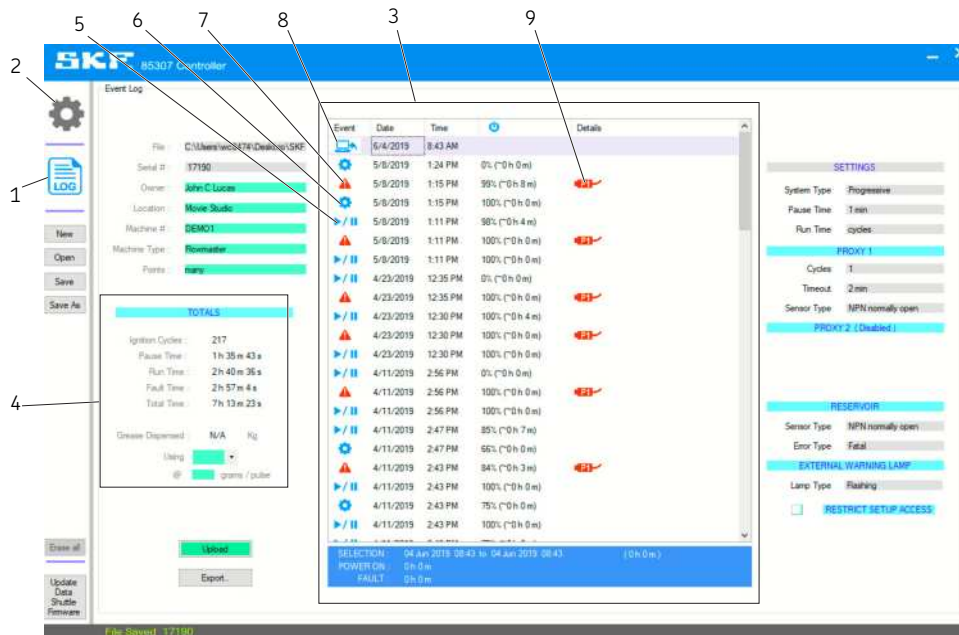 5 6 7 8 3 9
2
1
4
SKF 85307 Controller
Event Log
LOG
New
Open
Save
Save As
Erase all
Update
Data
Shuttle
Firmware
File :
Serial # : 17190
Owner : John C Lucas
Location : Movie Studio
Machine # : DEMO1
Machine Type : Flowmaster
Points : many
TOTALS
Ignition Cycles : 217
Pause Time : 1 h 35 m 43 s
Run Time : 2 h 40 m 36 s
Fault Time : 2 h 57 m 4 s
Total Time : 7 h 13 m 23 s
Grease Dispensed : N/A Kg
Using
@ grams / pulse
Upload
Export..
Event Date Time Details
6/4/2019 8:43 AM
5/8/2019 1:24 PM 0% (~0 h 0 m)
5/8/2019 1:15 PM 99% (~0 h 8 m) P1
5/8/2019 1:15 PM 100% (~0 h 0 m)
5/8/2019 1:11 PM 98% (~0 h 4 m)
5/8/2019 1:11 PM 100% (~0 h 0 m) P1
5/8/2019 1:11 PM 100% (~0 h 0 m)
4/23/2019 12:35 PM 0% (~0 h 0 m)
4/23/2019 12:35 PM 100% (~0 h 0 m) P1
4/23/2019 12:30 PM 100% (~0 h 4 m)
4/23/2019 12:30 PM 100% (~0 h 0 m) P1
4/23/2019 12:30 PM 100% (~0 h 0 m)
4/11/2019 2:56 PM 0% (~0 h 0 m)
4/11/2019 2:56 PM 100% (~0 h 0 m) P1
4/11/2019 2:56 PM 100% (~0 h 0 m)
4/11/2019 2:47 PM 85% (~0 h 7 m)
4/11/2019 2:47 PM 66% (~0 h 0 m)
4/11/2019 2:43 PM 84% (~0 h 3 m) P1
4/11/2019 2:43 PM 100% (~0 h 0 m)
4/11/2019 2:43 PM 75% (~0 h 0 m)
4/11/2019 2:43 PM 100% (~0 h 0 m)
SELECTION : 04 Jun 2019 08:43 to 04 Jun 2019 08:43 ( 0 h 0 m )
POWER ON : 0 h 0 m
FAULT : 0 h 0 m
SETTINGS
System Type Progressive
Pause Time 1 min
Run Time cycles
PROXY 1
Cycles 1
Timeout 2 min
Sensor Type NPN normally open
PROXY 2 ( Disabled )
RESERVOIR
Sensor Type NPN normally open
Error Type Fatal
EXTERNAL WARNING LAMP
Lamp Type Flashing
RESTRICT SETUP ACCESS
File Saved 17190